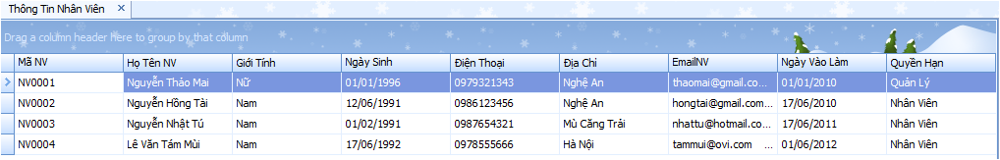 Thông Tin Nhân Viên ×
Drag a column header here to group by that column
Mã NV Họ Tên NV Giới Tính Ngày Sinh Điện Thoại Địa Chỉ EmailNV Ngày Vào Làm Quyền Hạn
NV0001 Nguyễn Thảo Mai Nữ 01/01/1996 0979321343 Nghệ An thaomai@gmail.co... 01/01/2010 Quản Lý
NV0002 Nguyễn Hồng Tài Nam 12/06/1991 0986123456 Nghệ An hongtai@gmail.com... 17/06/2010 Nhân Viên
NV0003 Nguyễn Nhật Tú Nam 01/02/1991 0987654321 Mù Căng Trải nhattu@hotmail.co... 17/06/2011 Nhân Viên
NV0004 Lê Văn Tám Mùi Nam 17/06/1992 0978555666 Hà Nội tammui@ovi.com 01/06/2012 Nhân Viên